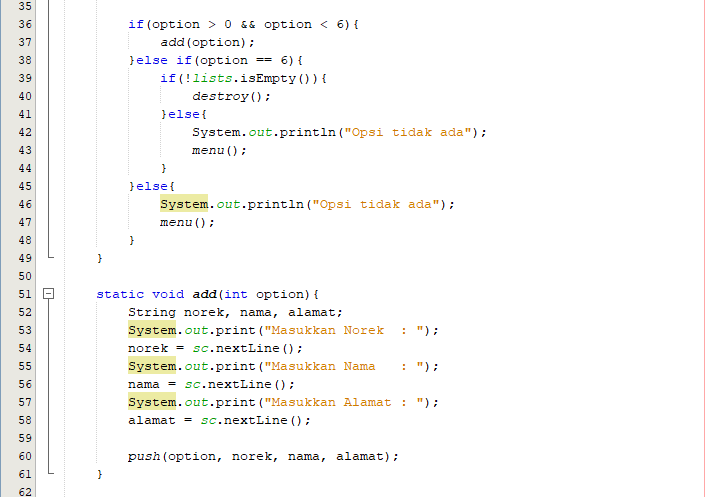 35
36 if(option > 0 && option < 6){
37 add(option);
38 }else if(option == 6){
39 if(!lists.isEmpty()){
40 destroy();
41 }else{
42 System.out.println("Opsi tidak ada");
43 menu();
44 }
45 }else{
46 System.out.println("Opsi tidak ada");
47 menu();
48 }
49 }
50
51 static void add(int option){
52 String norek, nama, alamat;
53 System.out.print("Masukkan Norek  : ");
54 norek = sc.nextLine();
55 System.out.print("Masukkan Nama   : ");
56 nama = sc.nextLine();
57 System.out.print("Masukkan Alamat : ");
58 alamat = sc.nextLine();
59
60 push(option, norek, nama, alamat);
61 }
62